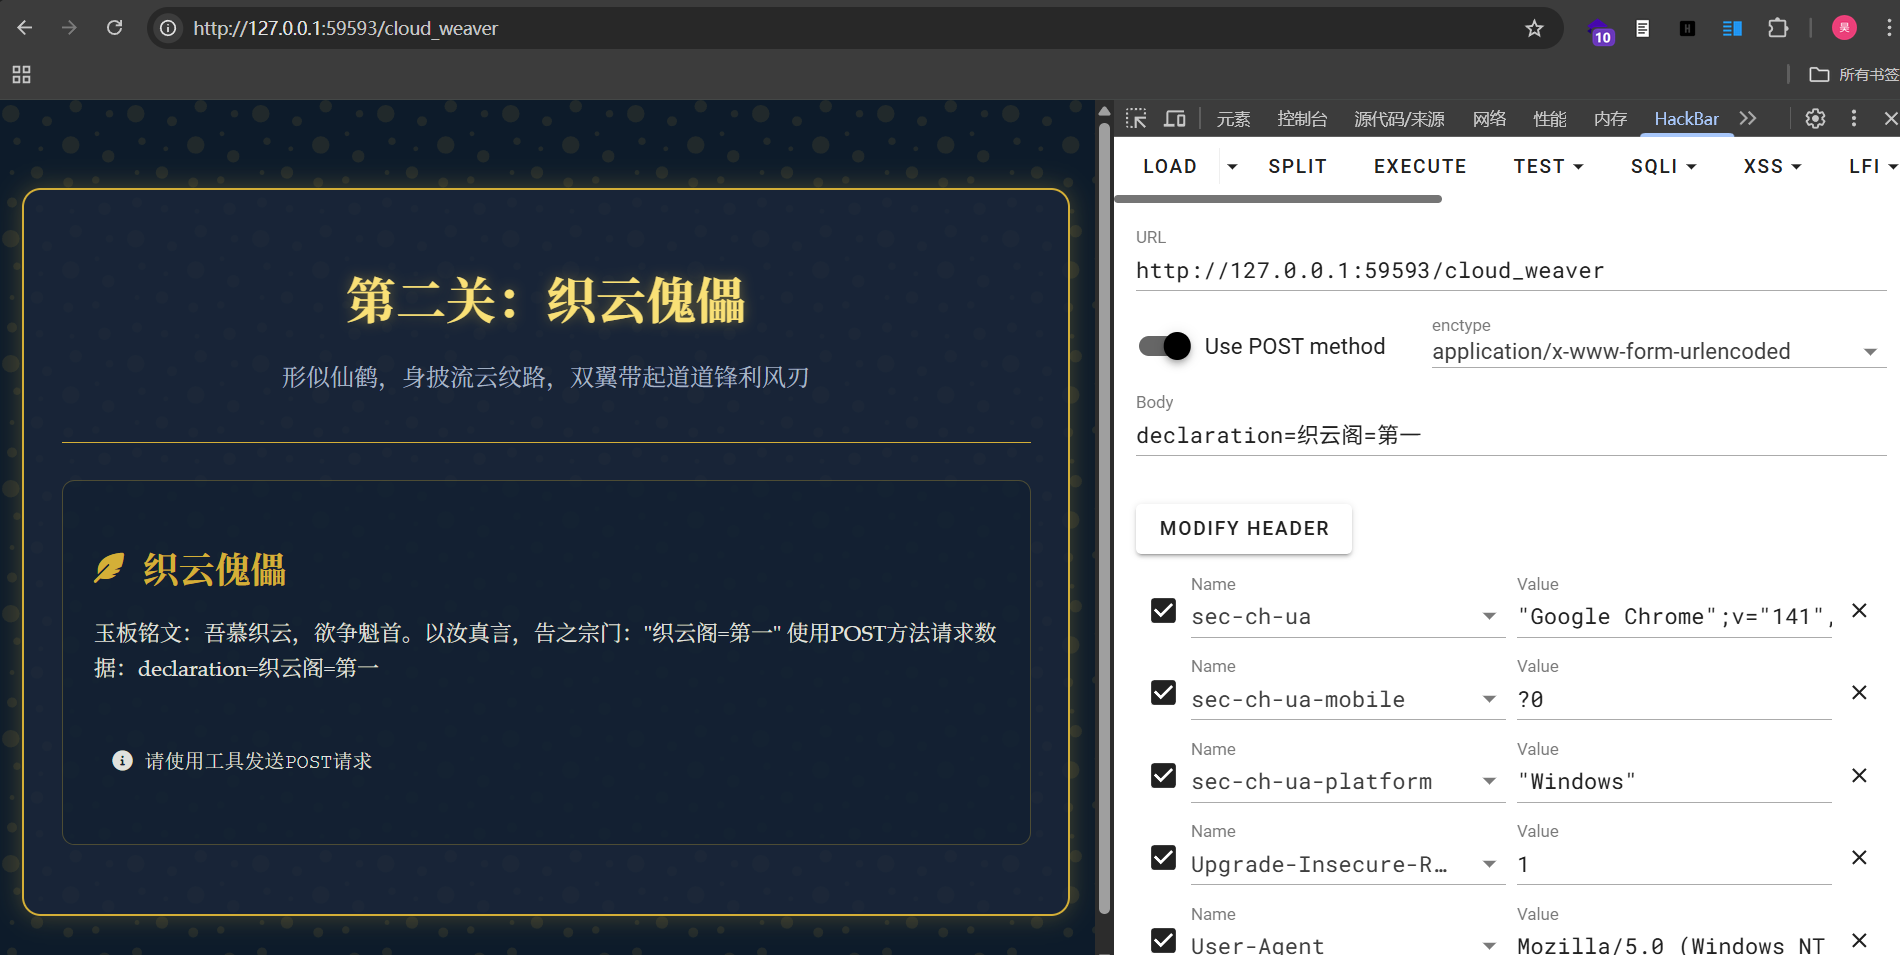 http://127.0.0.1:59593/cloud_weaver
10
H
昊
所有书签
第二关：织云傀儡
形似仙鹤，身披流云纹路，双翼带起道道锋利风刃
织云傀儡
玉板铭文：吾慕织云，欲争魁首。以汝真言，告之宗门："织云阁=第一" 使用POST方法请求数
据：declaration=织云阁=第一
请使用工具发送POST请求
元素 控制台 源代码/来源 网络 性能 内存 HackBar
LOAD SPLIT EXECUTE TEST SQLI XSS LFI
URL
http://127.0.0.1:59593/cloud_weaver
Use POST method
enctype
application/x-www-form-urlencoded
Body
declaration=织云阁=第一
MODIFY HEADER
Name Value
sec-ch-ua "Google Chrome";v="141",
Name Value
sec-ch-ua-mobile ?0
Name Value
sec-ch-ua-platform "Windows"
Name Value
Upgrade-Insecure-R… 1
Name Value
User-Agent Mozilla/5.0 (Windows NT